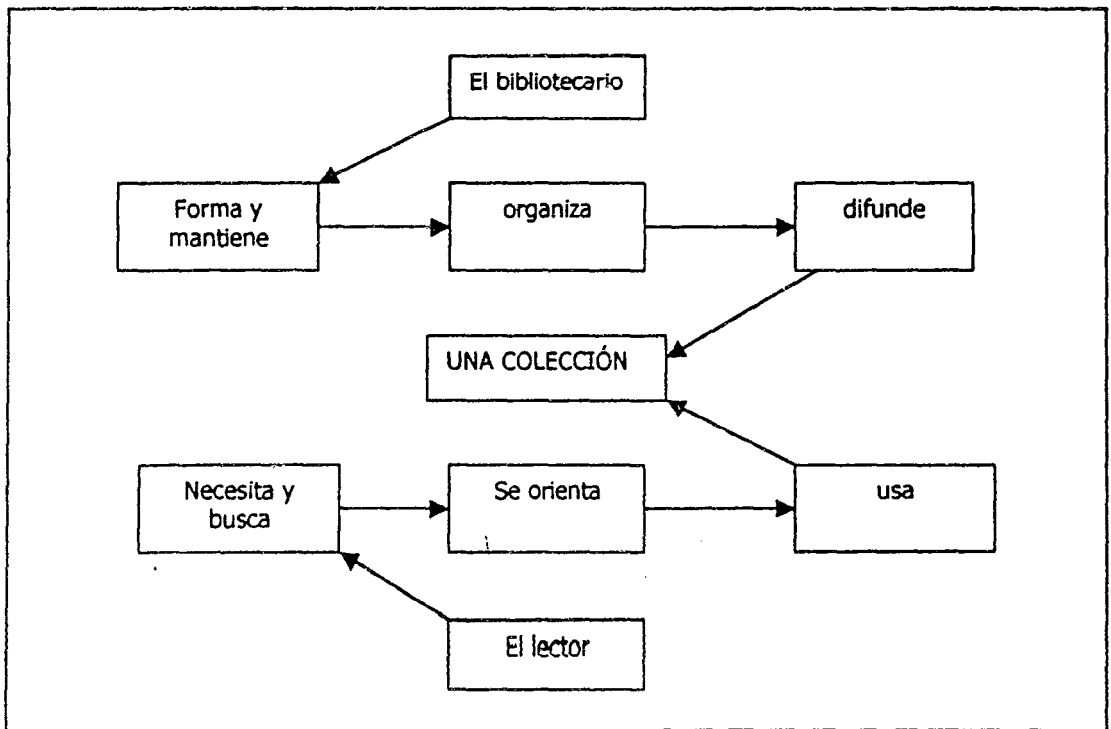 El bibliotecario
Forma y
mantiene
organiza
difunde
UNA COLECCIÓN
Necesita y
busca
Se orienta
usa
El lector